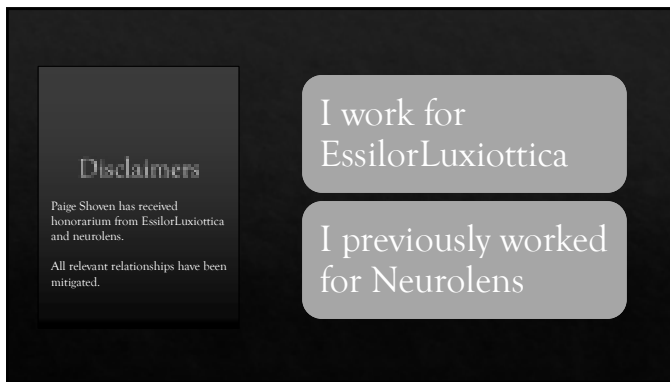 Disclaimers
Paige Shoven has received
honorarium from EssilorLuxiottica
and neurolens.
All relevant relationships have been
mitigated.
I work for
EssilorLuxiottica
I previously worked
for Neurolens